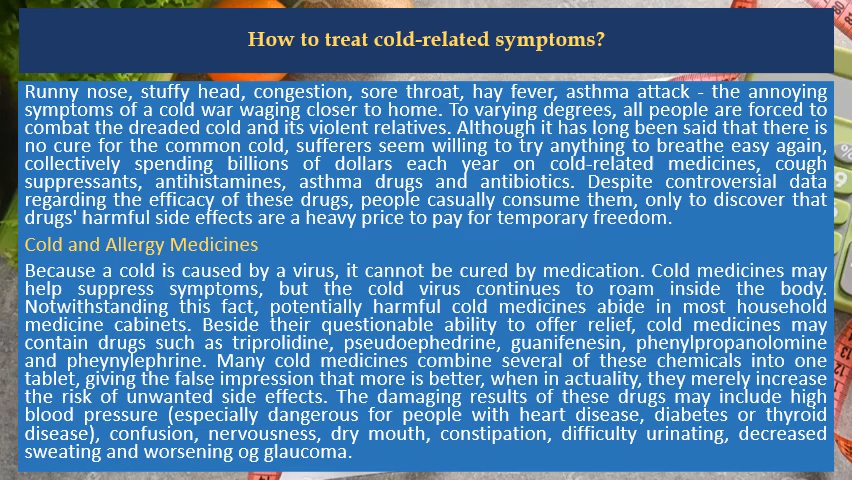 How to treat cold-related symptoms?
Runny nose, stuffy head, congestion, sore throat, hay fever, asthma attack - the annoying
symptoms of a cold war waging closer to home. To varying degrees, all people are forced to
combat the dreaded cold and its violent relatives. Although it has long been said that there is
no cure for the common cold, sufferers seem willing to try anything to breathe easy again,
collectively spending billions of dollars each year on cold-related medicines, cough
suppressants, antihistamines, asthma drugs and antibiotics. Despite controversial data
regarding the efficacy of these drugs, people casually consume them, only to discover that
drugs' harmful side effects are a heavy price to pay for temporary freedom.
Cold and Allergy Medicines
Because a cold is caused by a virus, it cannot be cured by medication. Cold medicines may
help suppress symptoms, but the cold virus continues to roam inside the body.
Notwithstanding this fact, potentially harmful cold medicines abide in most household
medicine cabinets. Beside their questionable ability to offer relief, cold medicines may
contain drugs such as triprolidine, pseudoephedrine, guanifenesin, phenylpropanolomine
and pheynylephrine. Many cold medicines combine several of these chemicals into one
tablet, giving the false impression that more is better, when in actuality, they merely increase
the risk of unwanted side effects. The damaging results of these drugs may include high
blood pressure (especially dangerous for people with heart disease, diabetes or thyroid
disease), confusion, nervousness, dry mouth, constipation, difficulty urinating, decreased
sweating and worsening og glaucoma.